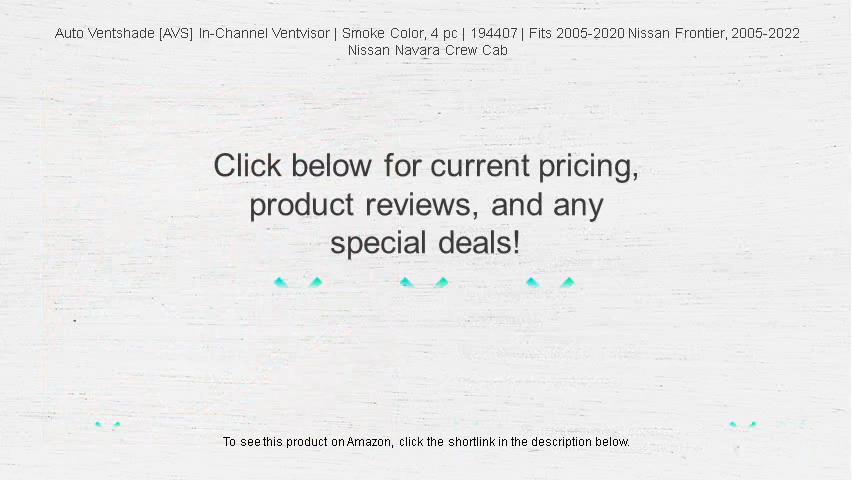 Auto Ventshade [AVS] In-Channel Ventvisor | Smoke Color, 4 pc | 194407 | Fits 2005-2020 Nissan Frontier, 2005-2022
Nissan Navara Crew Cab
Click below for current pricing,
product reviews, and any
special deals!
To see this product on Amazon, click the shortlink in the description below.